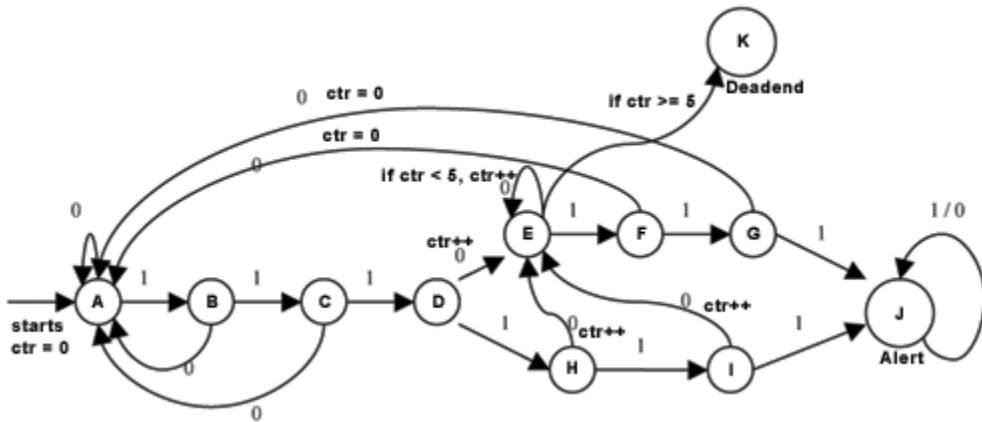 K
Deadend
if ctr >= 5
0 ctr = 0
ctr = 0
0
if ctr < 5, ctr++
0
0
E
1
F
1
G
1
1 / 0
ctr++
0
A
1
B
1
C
1
D
starts
ctr = 0
0
ctr++
J
Alert
1
0
ctr++
1
1
H
I
0
0